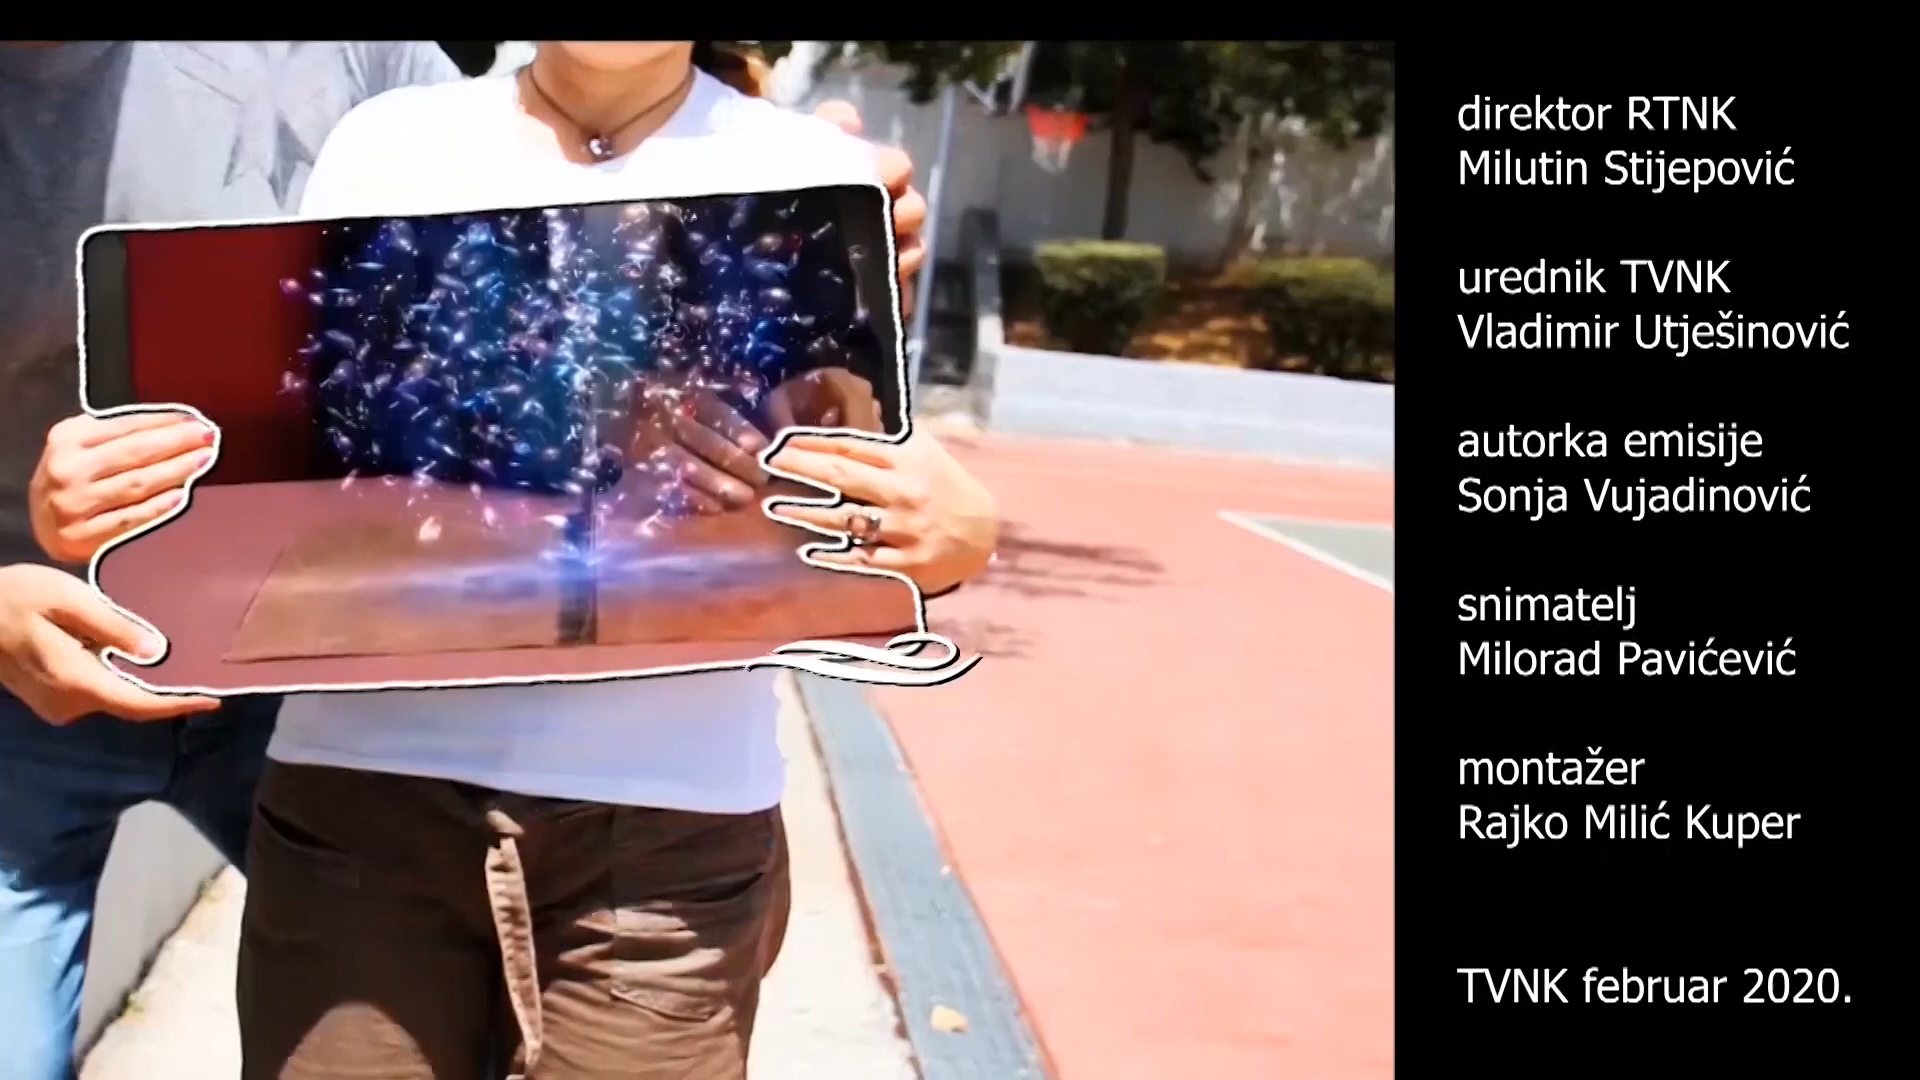 direktor RTNK
Milutin Stijepović
urednik TVNK
Vladimir Utješinović
autorka emisije
Sonja Vujadinović
snimatelj
Milorad Pavićević
montažer
Rajko Milić Kuper
TVNK februar 2020.